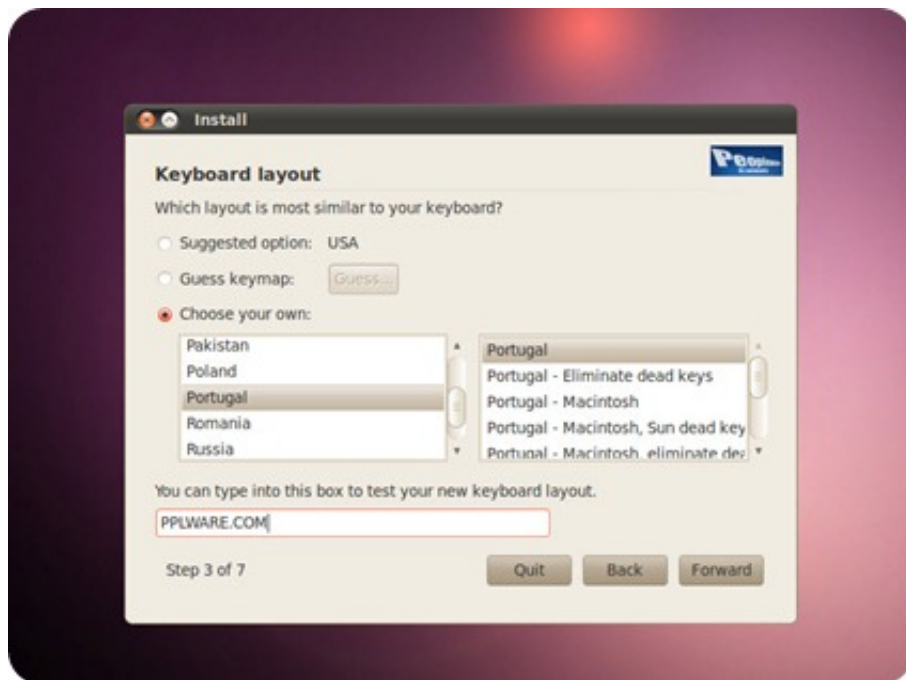 Install
Keyboard layout
Which layout is most similar to your keyboard?
Suggested option: USA
Guess keymap: Guess...
Choose your own:
Pakistan
Poland
Portugal
Romania
Russia
Portugal
Portugal - Eliminate dead keys
Portugal - Macintosh
Portugal - Macintosh, Sun dead key
Portugal - Macintosh, eliminate
You can type into this box to test your new keyboard layout.
PPLWARE.COM
Step 3 of 7
Quit Back Forward